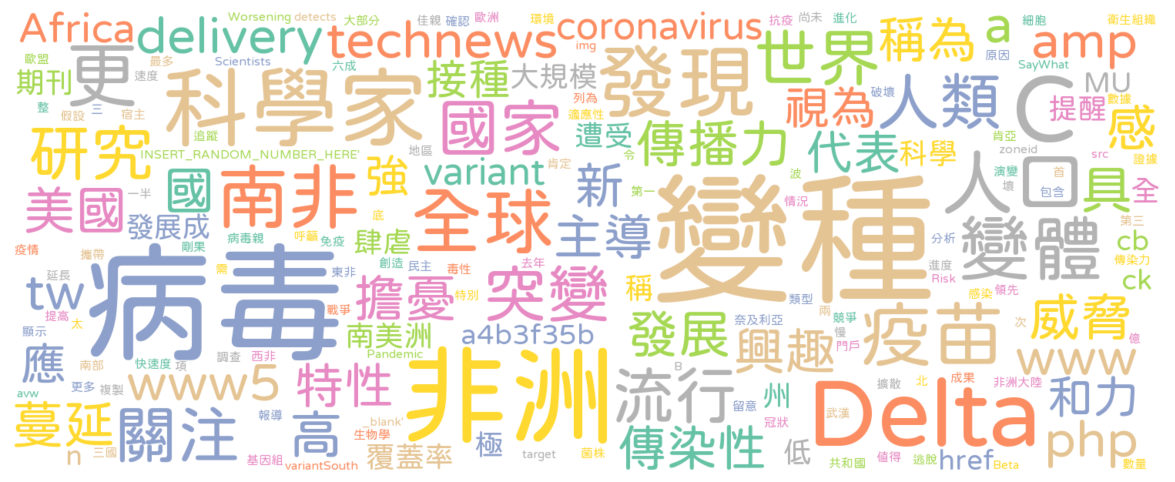 Africa
delivery
Worsening
detects
Scientists
大部分
technews
佳親
確認
歐洲
img
coronavirus
環境
抗疫
尚未
進化
世界
稱為
a
原因
細胞
SayWhat
amp
衛生組織
歐盟
期刊
更
最多
速度
整
假設
三
宿主
科學家
追蹤
六成
接種
大規模
發現
列為
適應性
破壞
視為
人類
C
MU
數據
提醒
感
證據
研究
INSERT_RANDOM_NUMBER_HERE'
地區
國家
遭受
傳播力
令
代表
科學
肯亞
zoneid
src
美國
一半
國
南非
強
variant
肯定
新
第一
波
變種
人口
演變
壞
首
包含
具
全
發展成
病毒親
呼籲
底
免疫
全球
主導
情況
分析
變體
第三
cb
傳染力
ck
疫情
攜帶
剛果
肆虐
創造
民主
東非
毒性
去年
稱
類型
進度
Risk
領先
延長
tw
提高
太
病毒
需
戰爭
擔憂
特別
突變
奈及利亞
兩
競爭
慢
門戶
感染
次
威脅
億
顯示
南美洲
Pandemic
a4b3f35b
發展
興趣
疫苗
www
應
南部
快速度
項
調查
西非
更多
複製
avw
www5
特性
非洲
B
流行
州
留意
擴散
北
成果
非洲大陸
和力
蔓延
n
三國
關注
報導
高
_blank'
生物學
基因組
variantSouth
覆蓋率
極
target
菌株
傳染性
低
冠狀
武漢
Delta
共和國
值得
逃脫
href
Beta
php
數量